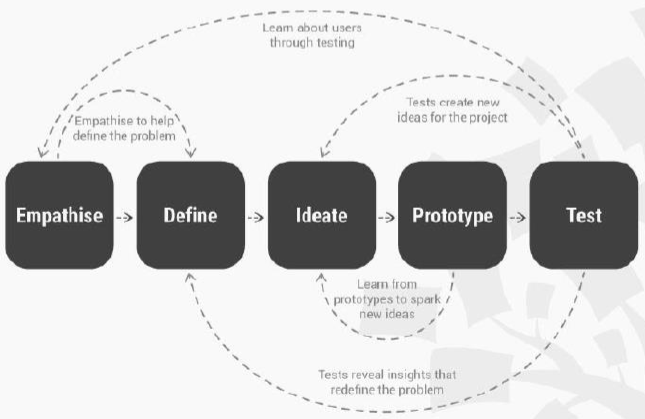 Learn about users
through testing
Tests create new
ideas for the project
Empathise to help
define the problem
Empathise
Define
Ideate
Prototype
Test
Learn from
prototypes to spark
new ideas
Tests reveal insights that
redefine the problem